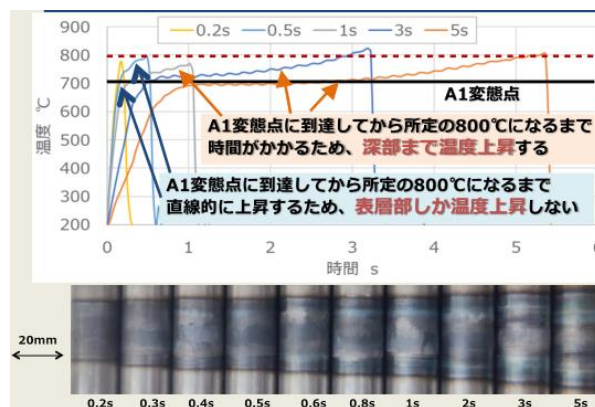 0.2s 0.5s 1s 3s 5s
900
800
700
600
500
400
300
200
温度 ℃
A1変態点
A1変態点に到達してから所定の800℃になるまで
時間がかかるため、深部まで温度上昇する
A1変態点に到達してから所定の800℃になるまで
直線的に上昇するため、表層部しか温度上昇しない
0 1 2 3 4 5 6
時間 s
20mm
0.2s 0.3s 0.4s 0.5s 0.6s 0.8s 1s 2s 3s 5s